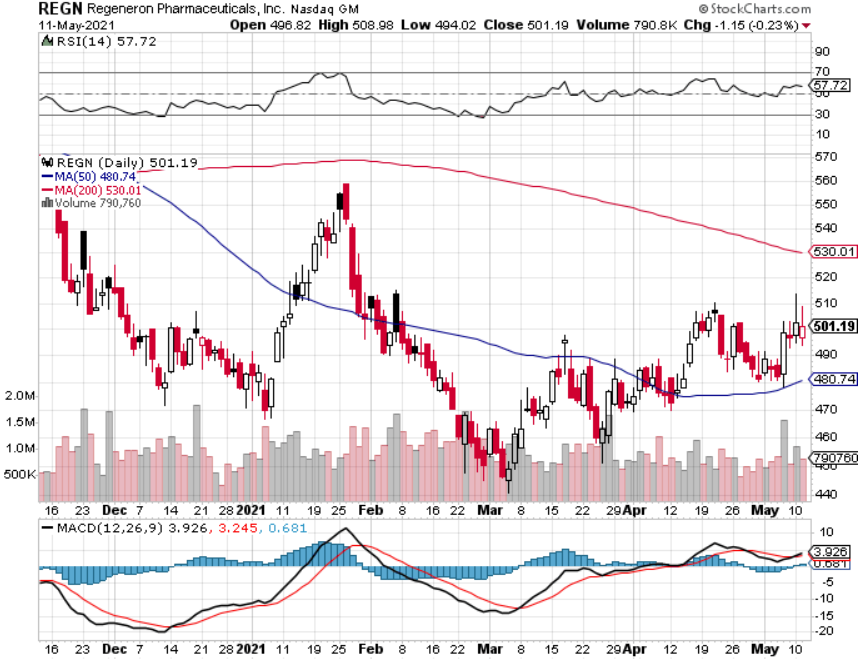 REGN Regeneron Pharmaceuticals, Inc. Nasdaq GM © StockCharts.com
11-May-2021 Open 496.82 High 508.98 Low 494.02 Close 501.19 Volume 790.8K Chg -1.15 (-0.23%)
RSI(14) 57.72
90
70
57.72
50
30
10
REGN (Daily) 501.19
MA(50) 480.74
MA(200) 530.01
Volume 790,760
570
560
550
540
530.01
520
510
501.19
490
480.74
470
460
790760
450
440
2.0M
1.5M
1.0M
500K
16 23 Dec 7 14 21 28 2021 11 19 25 Feb 8 16 22 Mar 8 15 22 29 Apr 12 19 26 May 10
MACD(12,26,9) 3.926, 3.245, 0.681
10
3.926
0.681
-5
-10
-15
-20
16 23 Dec 7 14 21 28 2021 11 19 25 Feb 8 16 22 Mar 8 15 22 29 Apr 12 19 26 May 10